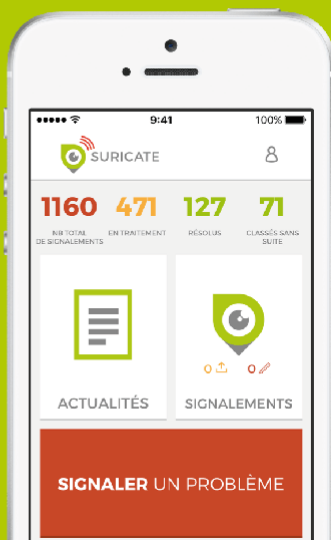 9:41
100%
SURICATE
1160 471 127 71
NB TOTAL DE SIGNALEMENTS
EN TRAITEMENT
RÉSOLUS
CLASSÉS SANS SUITE
0 0
ACTUALITÉS SIGNALEMENTS
SIGNALER UN PROBLÈME